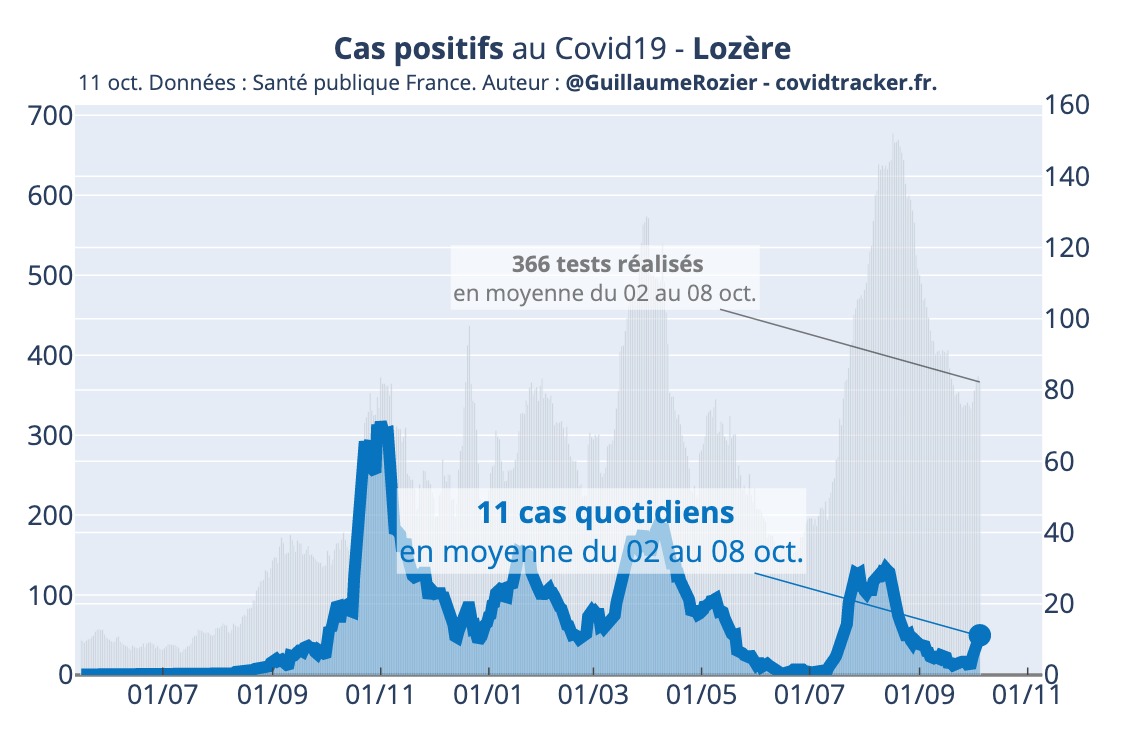 Cas positifs au Covid19 - Lozère
11 oct. Données : Santé publique France. Auteur : @GuillaumeRozier - covidtracker.fr.
700
600
500
400
300
200
100
0
160
140
120
100
80
60
40
20
0
366 tests réalisés
en moyenne du 02 au 08 oct.
11 cas quotidiens
en moyenne du 02 au 08 oct.
01/07 01/09 01/11 01/01 01/03 01/05 01/07 01/09 01/11